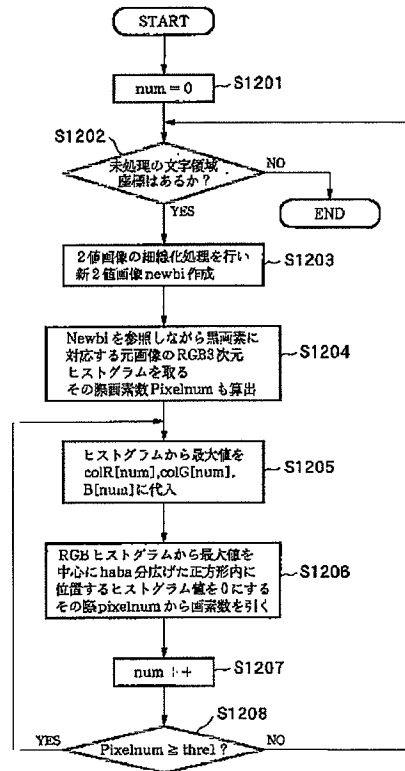 START
S1201
num = 0
S1202
未処理の文字領域
座標はあるか？
NO
YES
END
2値画像の細線化処理を行い
新2値画像newbi作成
S1203
Newbiを参照しながら黒画素に
対応する元画像のRGB3次元
ヒストグラムを取る
その際画素数Pixelnumも算出
S1204
ヒストグラムから最大値を
colR[num],colG[num],
B[num]に代入
S1205
RGBヒストグラムから最大値を
中心にhaba分広げた正方形内に
位置するヒストグラム値を0にする
その際pixelnumから画素数を引く
S1206
num ++
S1207
S1208
YES
Pixelnum ≥ thre1 ?
NO